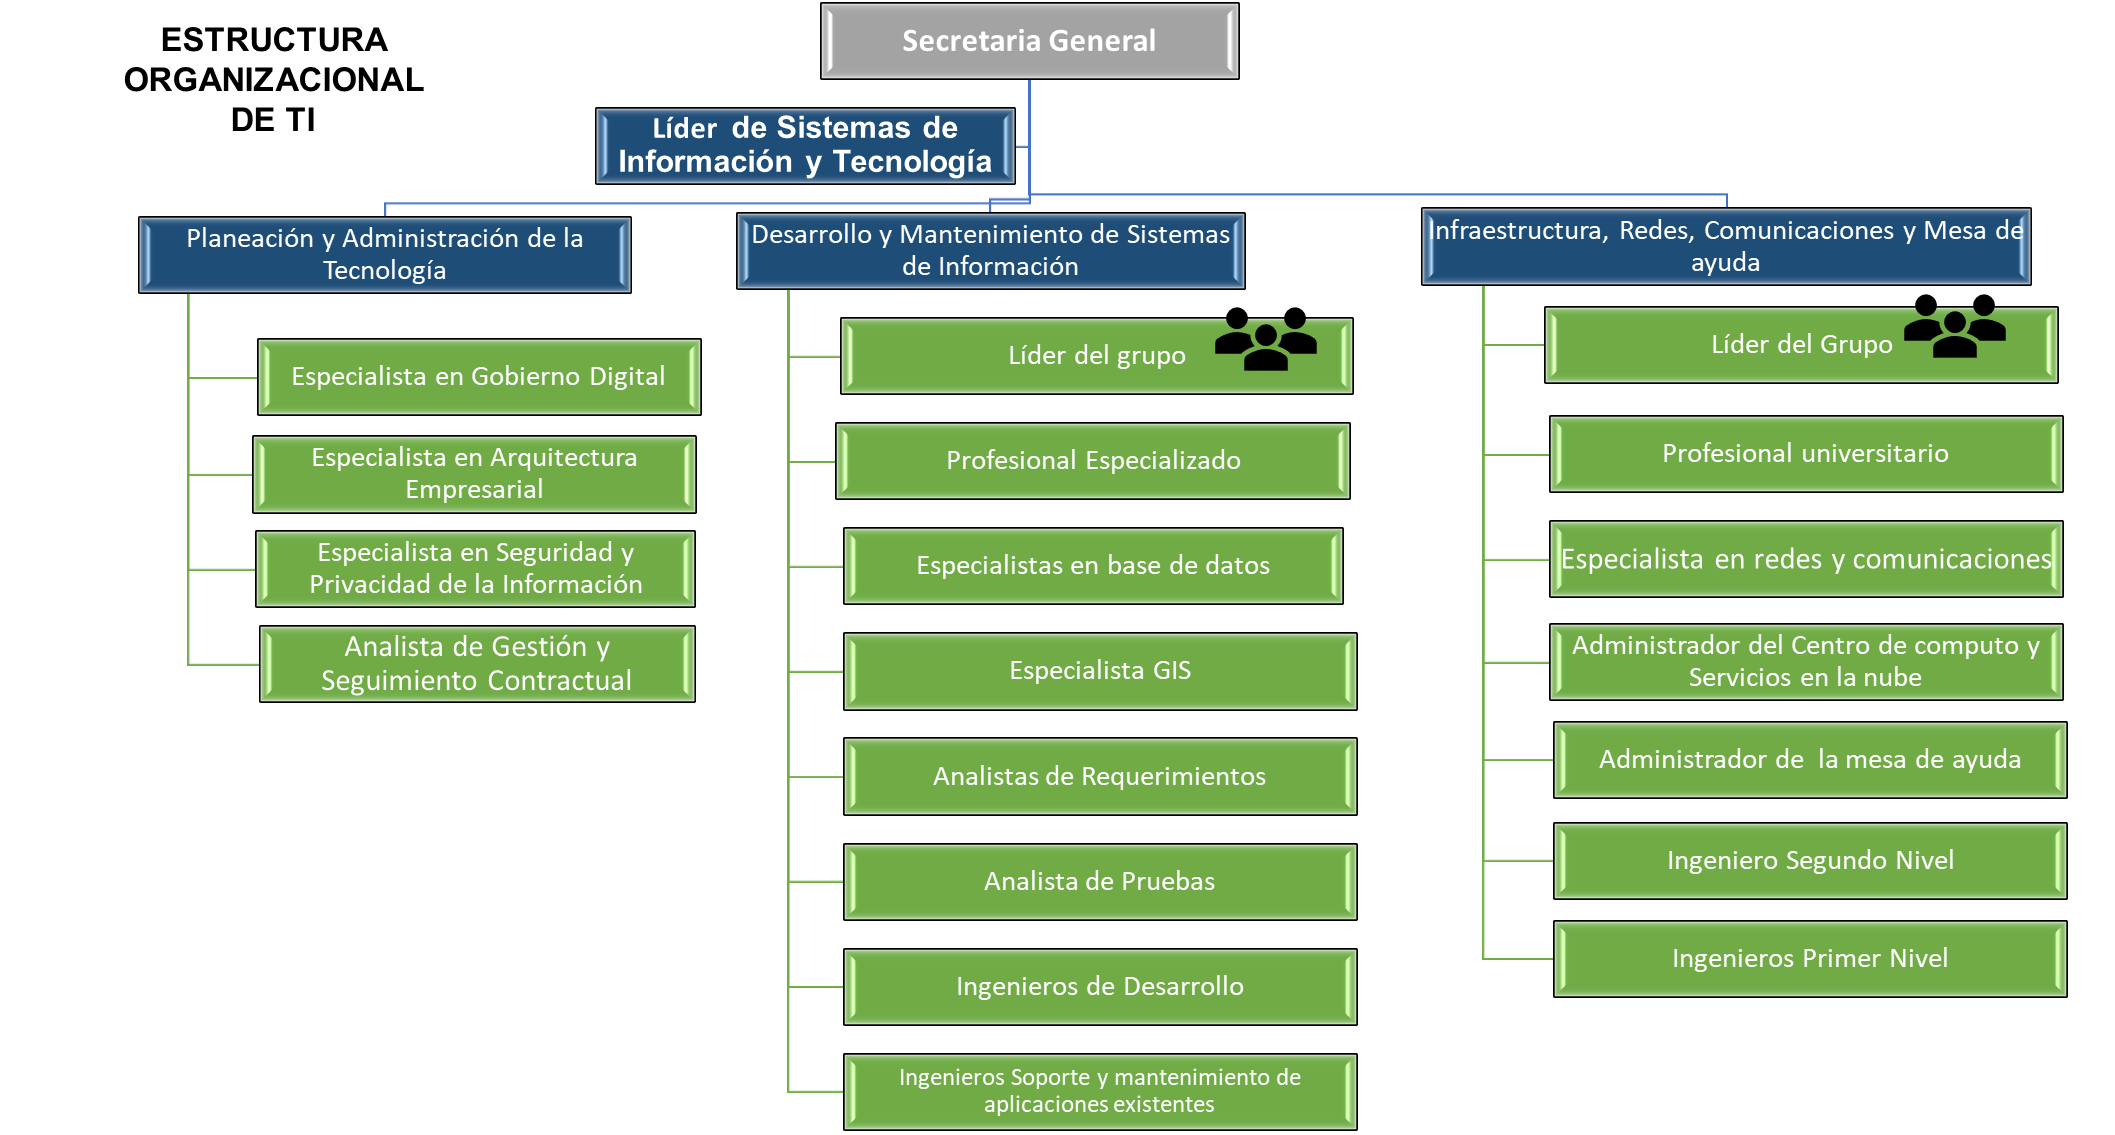 ESTRUCTURA
ORGANIZACIONAL
DE TI
Secretaria General
Líder de Sistemas de
Información y Tecnología
Planeación y Administración de la
Tecnología
Especialista en Gobierno Digital
Especialista en Arquitectura
Empresarial
Especialista en Seguridad y
Privacidad de la Información
Analista de Gestión y
Seguimiento Contractual
Desarrollo y Mantenimiento de Sistemas
de Información
Líder del grupo
Profesional Especializado
Especialistas en base de datos
Especialista GIS
Analistas de Requerimientos
Analista de Pruebas
Ingenieros de Desarrollo
Ingenieros Soporte y mantenimiento de
aplicaciones existentes
Infraestructura, Redes, Comunicaciones y Mesa de
ayuda
Líder del Grupo
Profesional universitario
Especialista en redes y comunicaciones
Administrador del Centro de computo y
Servicios en la nube
Administrador de  la mesa de ayuda
Ingeniero Segundo Nivel
Ingenieros Primer Nivel